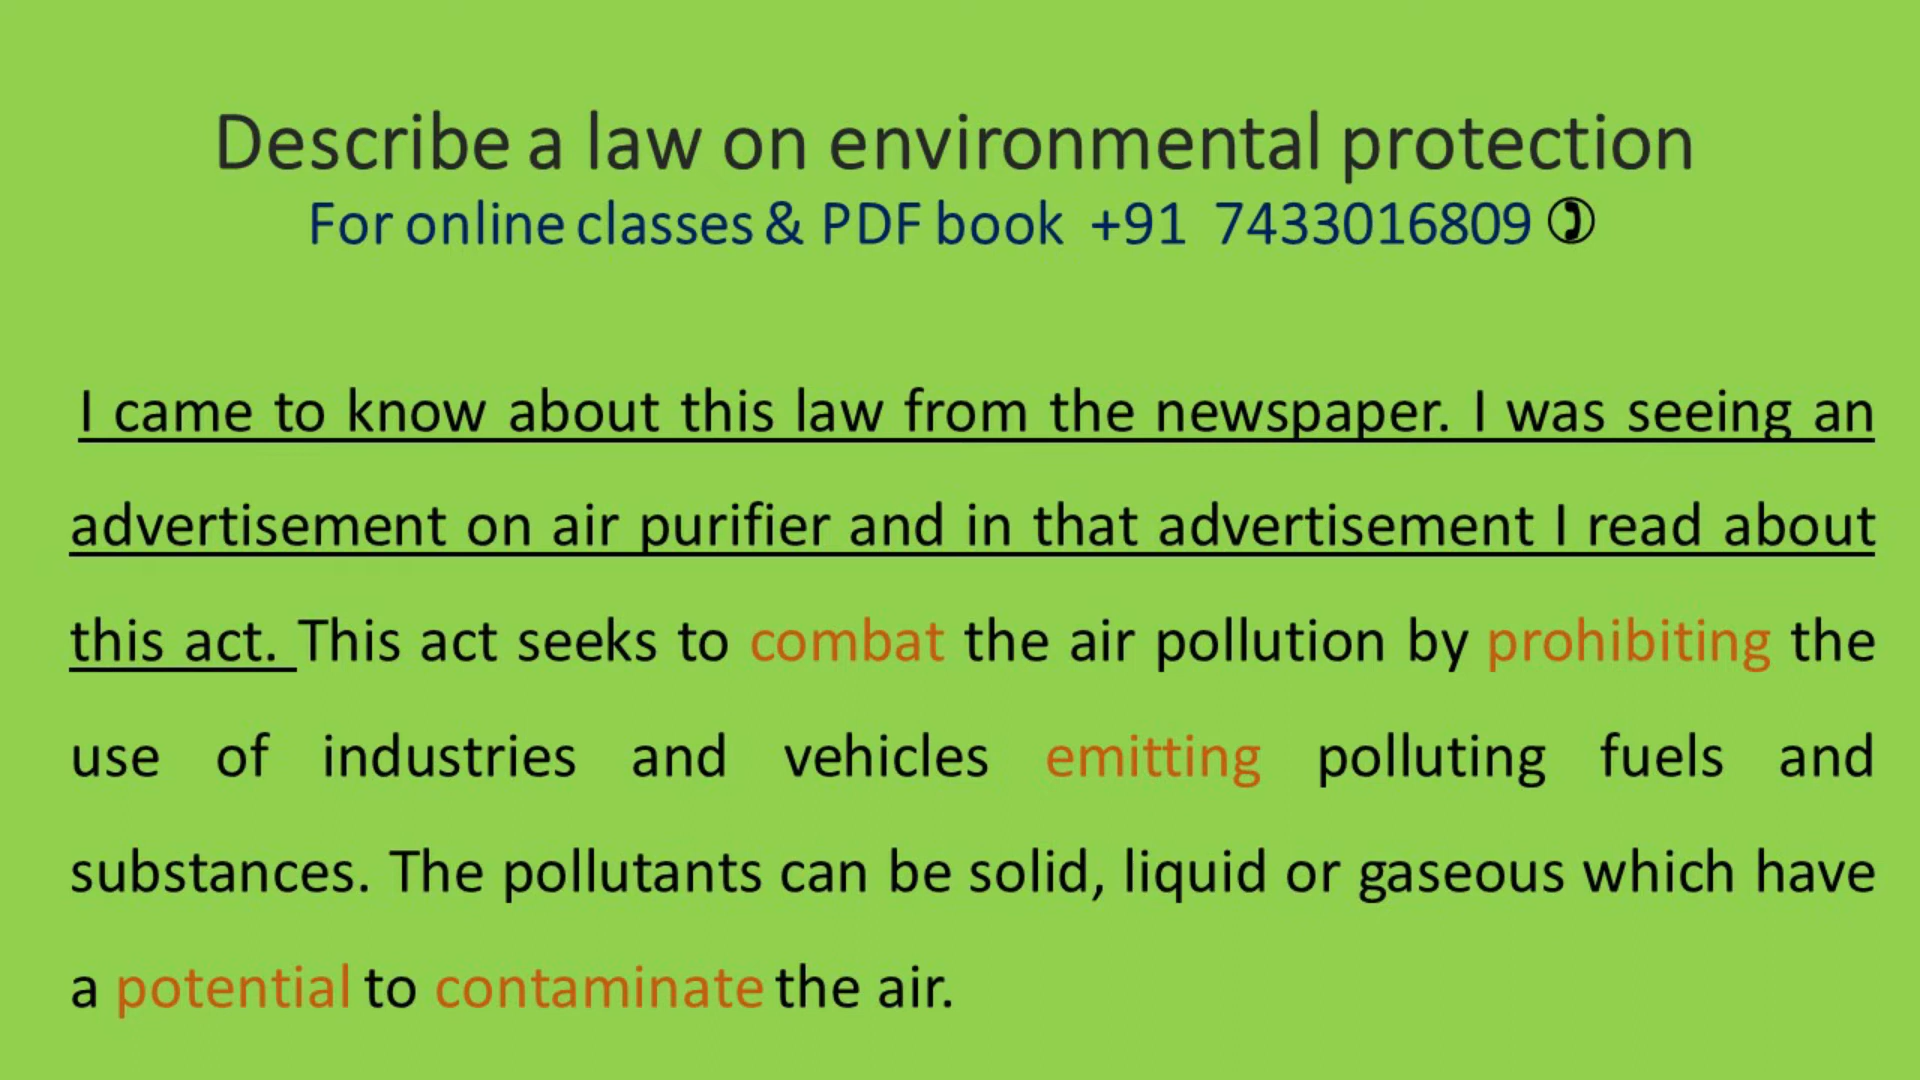 Describe a law on environmental protection
For online classes & PDF book +91 7433016809
I came to know about this law from the newspaper. I was seeing an
advertisement on air purifier and in that advertisement I read about
this act. This act seeks to combat the air pollution by prohibiting the
use of industries and vehicles emitting polluting fuels and
substances. The pollutants can be solid, liquid or gaseous which have
a potential to contaminate the air.